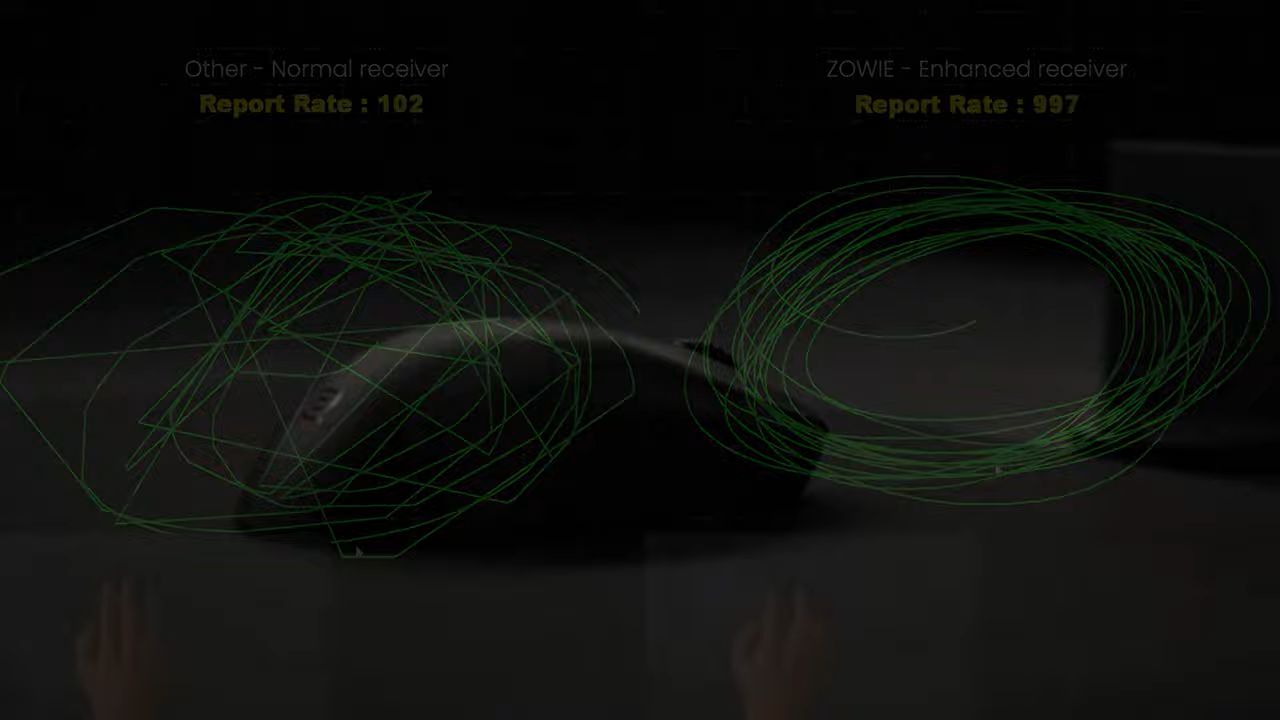 Other - Normal receiver
Report Rate : 102
ZOWIE - Enhanced receiver
Report Rate : 997